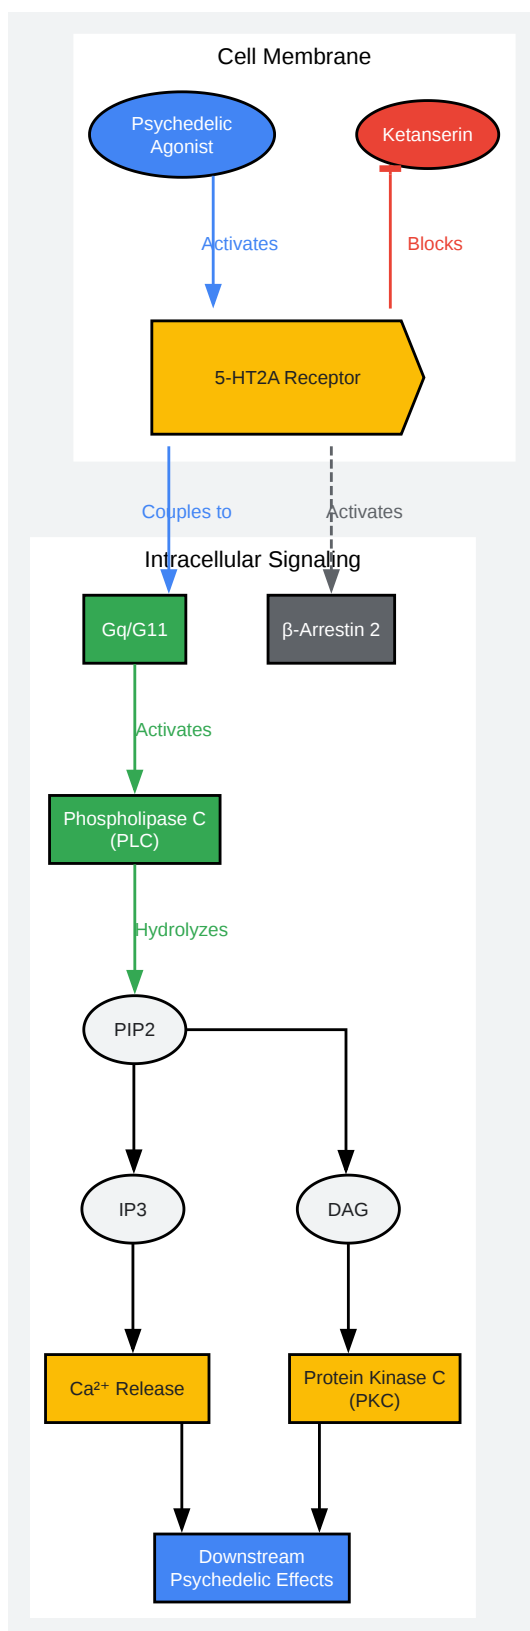 Cell Membrane
Psychedelic
Agonist
Ketanserin
Activates
Blocks
5-HT2A Receptor
Couples to
Activates
Intracellular Signaling
Gq/G11
β-Arrestin 2
Activates
Phospholipase C
(PLC)
Hydrolyzes
PIP2
IP3
DAG
Ca²⁺ Release
Protein Kinase C
(PKC)
Downstream
Psychedelic Effects